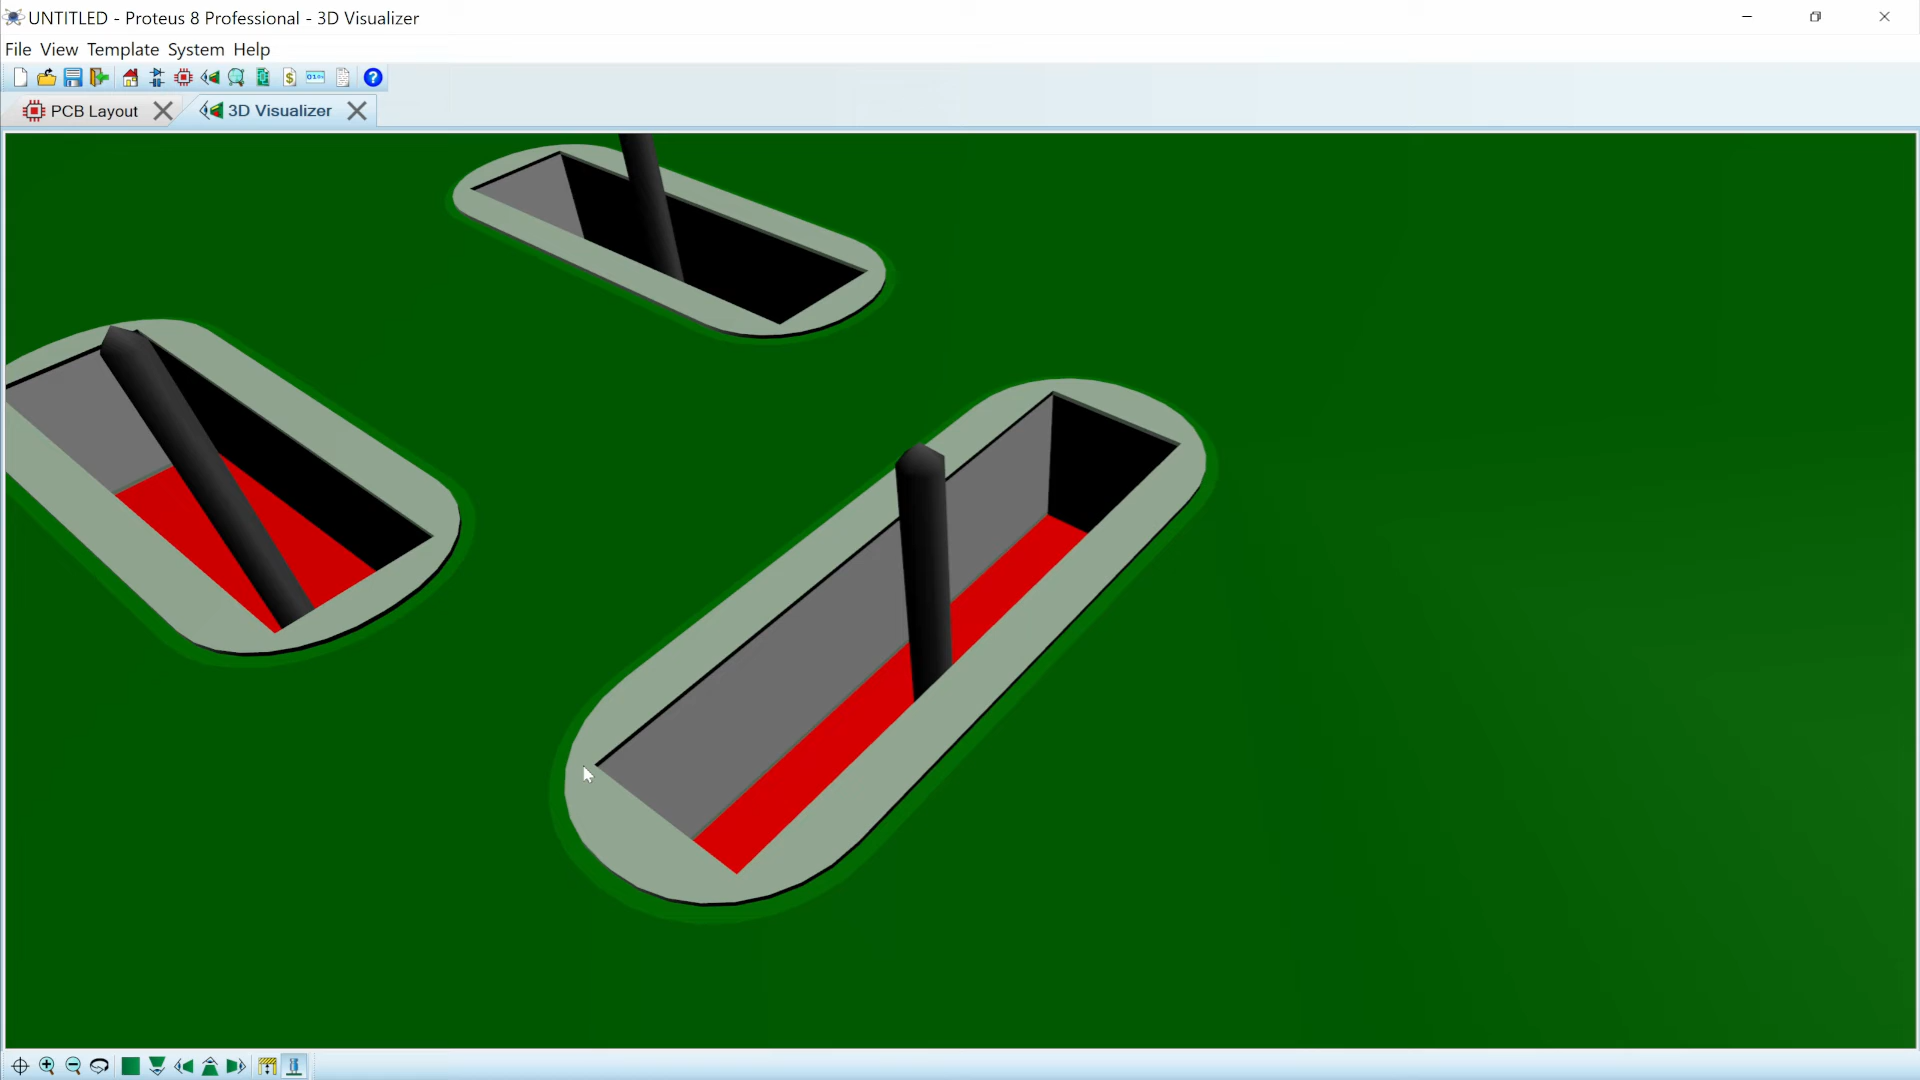 UNTITLED - Proteus 8 Professional - 3D Visualizer
File View Template System Help
PCB Layout
3D Visualizer